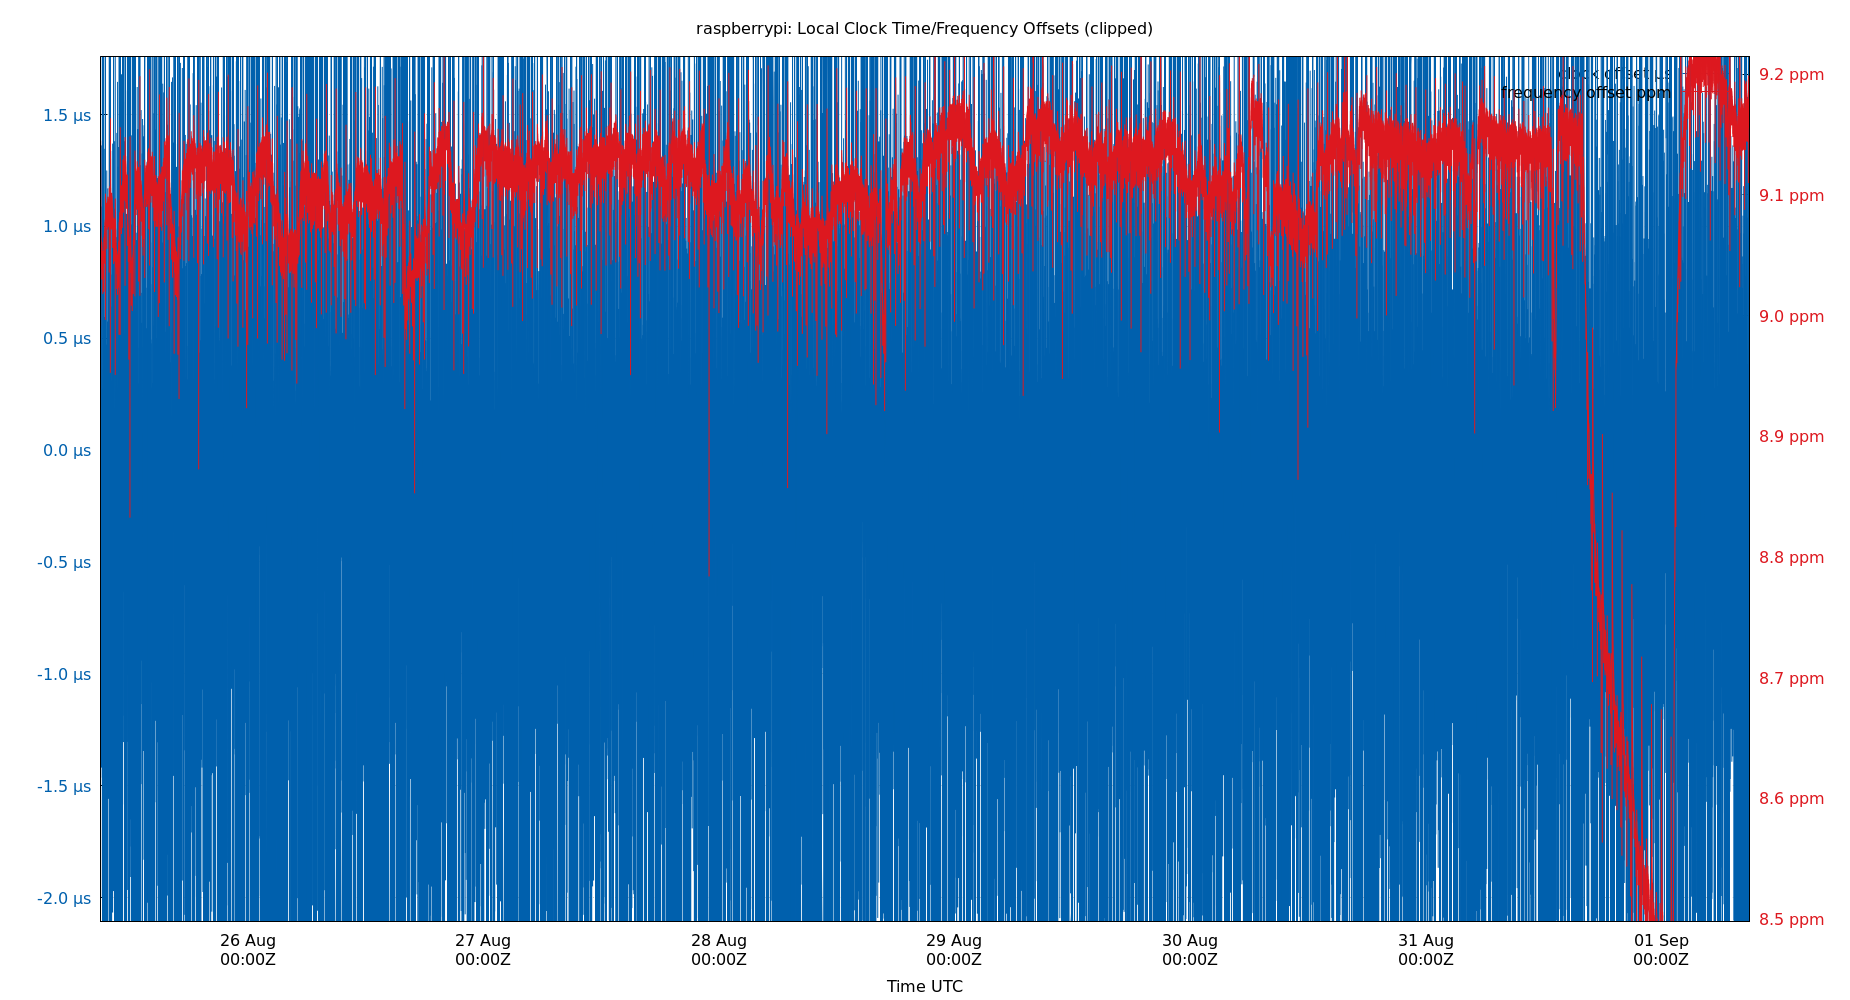 raspberrypi: Local Clock Time/Frequency Offsets (clipped)
clock offset μs
frequency offset ppm
1.5 μs
1.0 μs
0.5 μs
0.0 μs
-0.5 μs
-1.0 μs
-1.5 μs
-2.0 μs
9.2 ppm
9.1 ppm
9.0 ppm
8.9 ppm
8.8 ppm
8.7 ppm
8.6 ppm
8.5 ppm
26 Aug
00:00Z
27 Aug
00:00Z
28 Aug
00:00Z
29 Aug
00:00Z
30 Aug
00:00Z
31 Aug
00:00Z
01 Sep
00:00Z
Time UTC